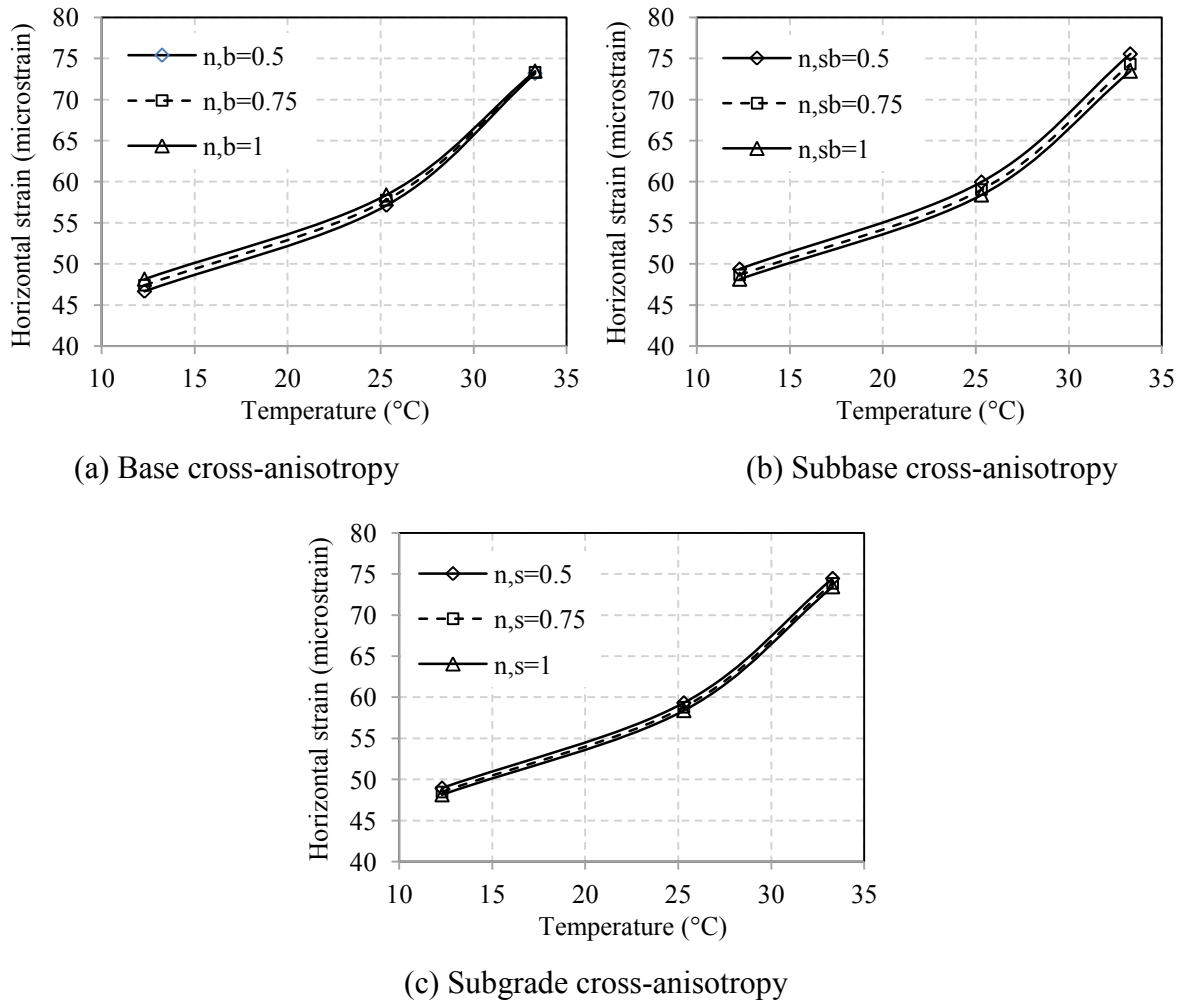 Horizontal strain (microstrain)
80
75
70
65
60
55
50
45
40
n,b=0.5
n,b=0.75
n,b=1
10 15 20 25 30 35
Temperature (°C)
(a) Base cross-anisotropy
Horizontal strain (microstrain)
80
75
70
65
60
55
50
45
40
n,sb=0.5
n,sb=0.75
n,sb=1
10 15 20 25 30 35
Temperature (°C)
(b) Subbase cross-anisotropy
Horizontal strain (microstrain)
80
75
70
65
60
55
50
45
40
n,s=0.5
n,s=0.75
n,s=1
10 15 20 25 30 35
Temperature (°C)
(c) Subgrade cross-anisotropy